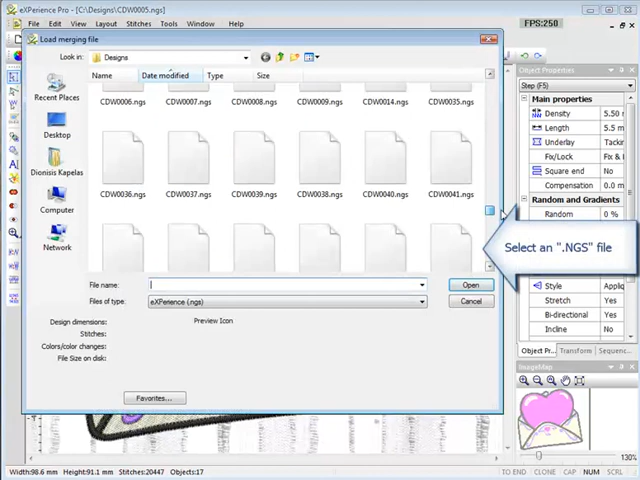 eXPerience Pro - [C:\Designs\CDW0005.ngs]
FPS:250
File
Edit
View
Layout
Stitches
Tools
Window
Help
Load merging file
Look in:
Designs
Name
Date modified
Type
Size
CDW0006.ngs
CDW0007.ngs
CDW0008.ngs
CDW0009.ngs
CDW0014.ngs
CDW0035.ngs
Recent Places
Desktop
Dionisis Kapelas
Computer
Network
CDW0036.ngs
CDW0037.ngs
CDW0039.ngs
CDW0038.ngs
CDW0040.ngs
CDW0041.ngs
File name:
Open
Files of type:
eXPerience (.ngs)
Cancel
Design dimensions:
Preview Icon
Stitches:
Colors/color changes:
File Size on disk:
Favorites...
Object Properties
Step (F5)
Main properties
Density
5.50
Length
5.5 m
Underlay
Tackin
Fix/Lock
Fix &
Square end
No
Compensation
0.0 m
Random and Gradients
Random
0 %
Select an ".NGS" file
Style
Appliq
Stretch
Yes
Bi-directional
Yes
Incline
No
Object Pr...
Transform
Sequenc...
ImageMap
130%
Width:98.6 mm
Height:91.1 mm
Stitches:20447
Objects:17
TO END
CLONE
CAP
NUM
SCRL